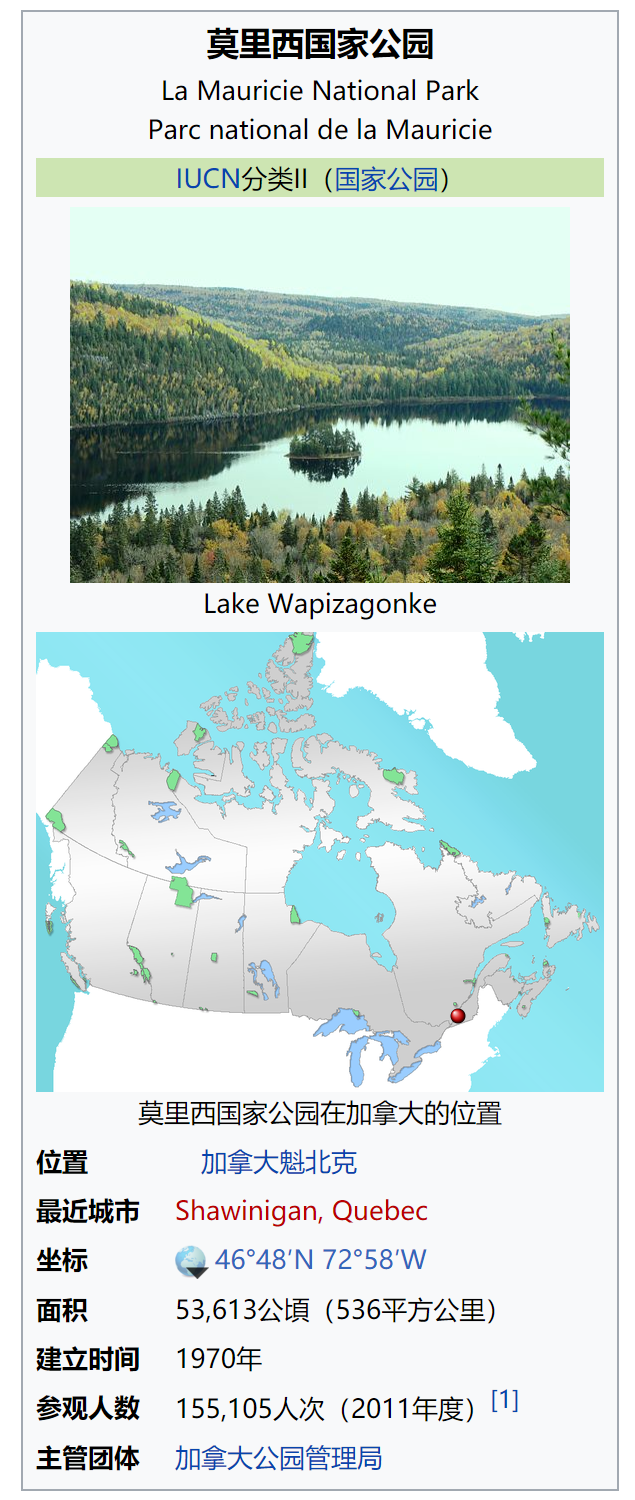 莫里西国家公园
La Mauricie National Park
Parc national de la Mauricie
IUCN分类II（国家公园）
Lake Wapizagonke
莫里西国家公园在加拿大的位置
位置 加拿大魁北克
最近城市 Shawinigan, Quebec
坐标 46°48′N 72°58′W
面积 53,613公頃（536平方公里）
建立时间 1970年
参观人数 155,105人次（2011年度）[1]
主管团体 加拿大公园管理局